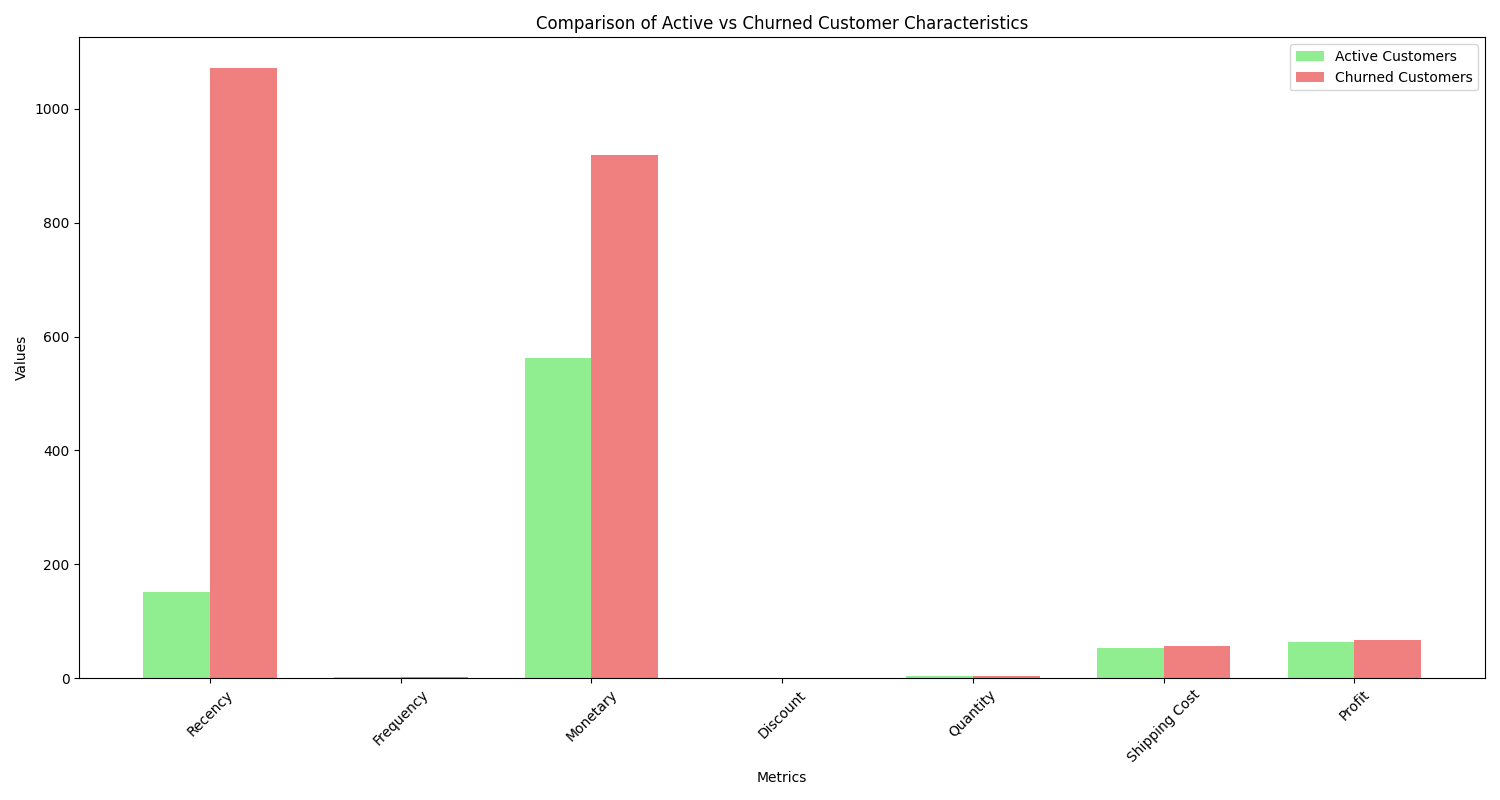 Comparison of Active vs Churned Customer Characteristics
Active Customers
Churned Customers
1000
800
600
400
200
0
Values
Recency
Frequency
Monetary
Discount
Quantity
Shipping Cost
Profit
Metrics